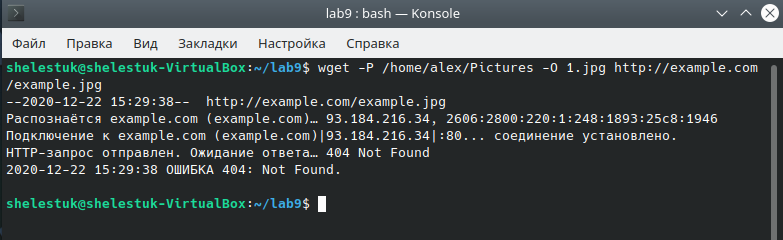 lab9 : bash — Konsole
Файл Правка Вид Закладки Настройка Справка
shelestuk@shelestuk-VirtualBox:~/lab9$ wget -P /home/alex/Pictures -O 1.jpg http://example.com
/example.jpg
--2020-12-22 15:29:38--  http://example.com/example.jpg
Распознаётся example.com (example.com)… 93.184.216.34, 2606:2800:220:1:248:1893:25c8:1946
Подключение к example.com (example.com)|93.184.216.34|:80... соединение установлено.
HTTP-запрос отправлен. Ожидание ответа… 404 Not Found
2020-12-22 15:29:38 ОШИБКА 404: Not Found.
shelestuk@shelestuk-VirtualBox:~/lab9$